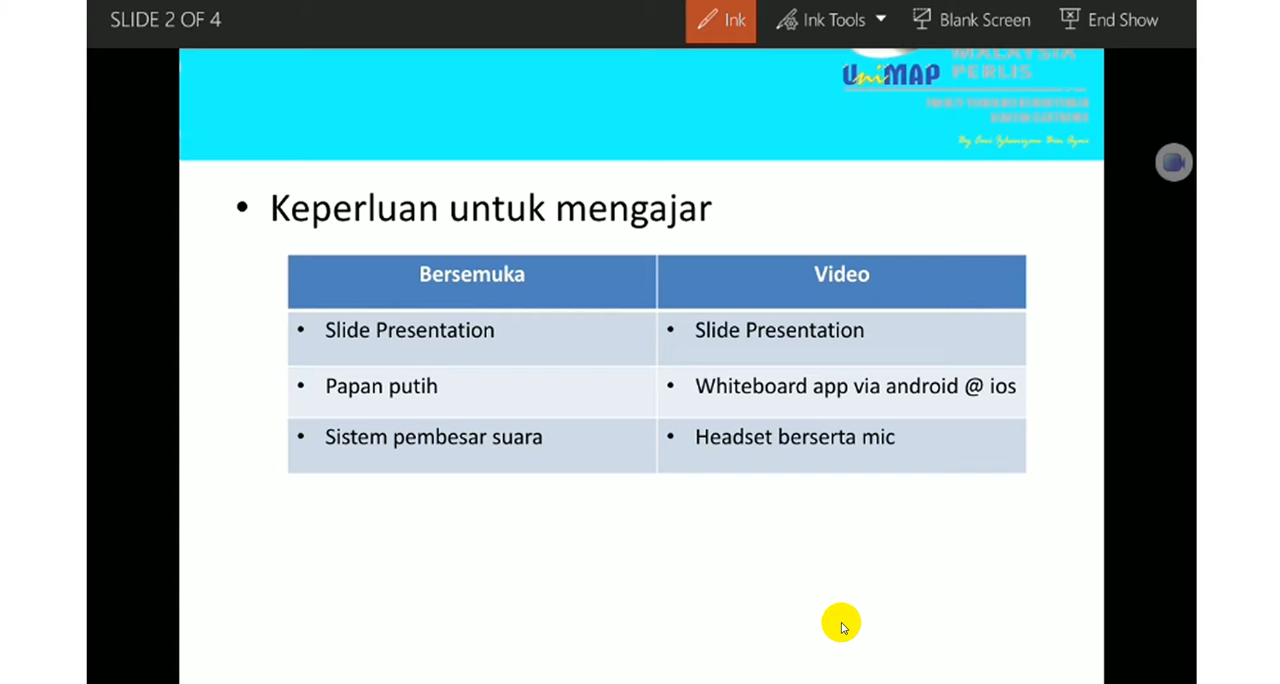 SLIDE 2 OF 4
Ink
Ink Tools
Blank Screen
End Show
MALAYSIA
UniMAP PERLIS
• Keperluan untuk mengajar
Bersemuka Video
• Slide Presentation • Slide Presentation
• Papan putih • Whiteboard app via android @ ios
• Sistem pembesar suara • Headset berserta mic